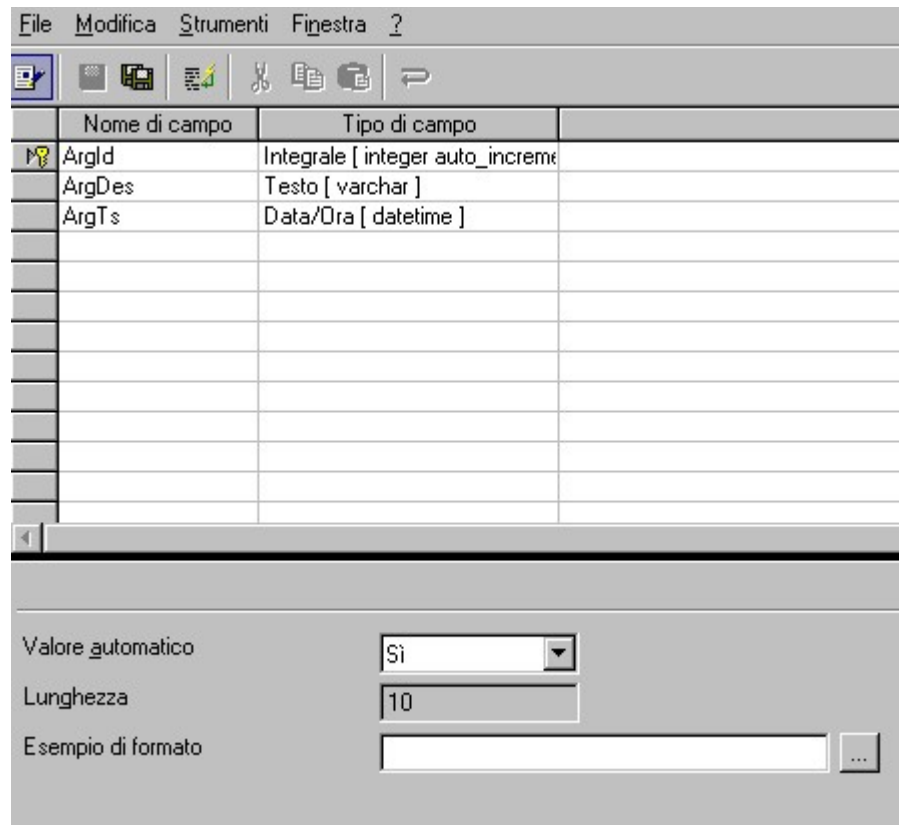 File Modifica Strumenti Finestra ?
Nome di campo Tipo di campo
ArgId Integrale [ integer auto_increme
ArgDes Testo [ varchar ]
ArgTs Data/Ora [ datetime ]
Valore automatico Sì
Lunghezza 10
Esempio di formato ...